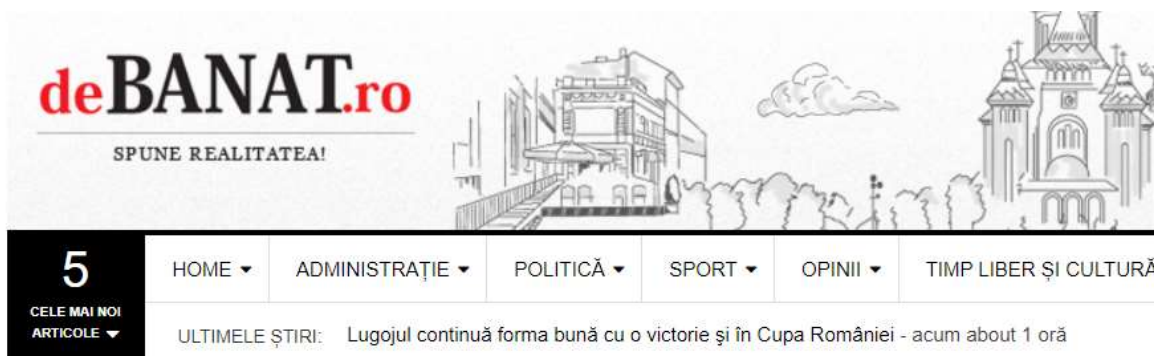 deBANAT.ro
SPUNE REALITATEA!
5
CELE MAI NOI
ARTICOLE
HOME
ADMINISTRAȚIE
POLITICĂ
SPORT
OPINII
TIMP LIBER ȘI CULTURĂ
ULTIMELE ȘTIRI: Lugojul continuă forma bună cu o victorie şi în Cupa României - acum about 1 oră